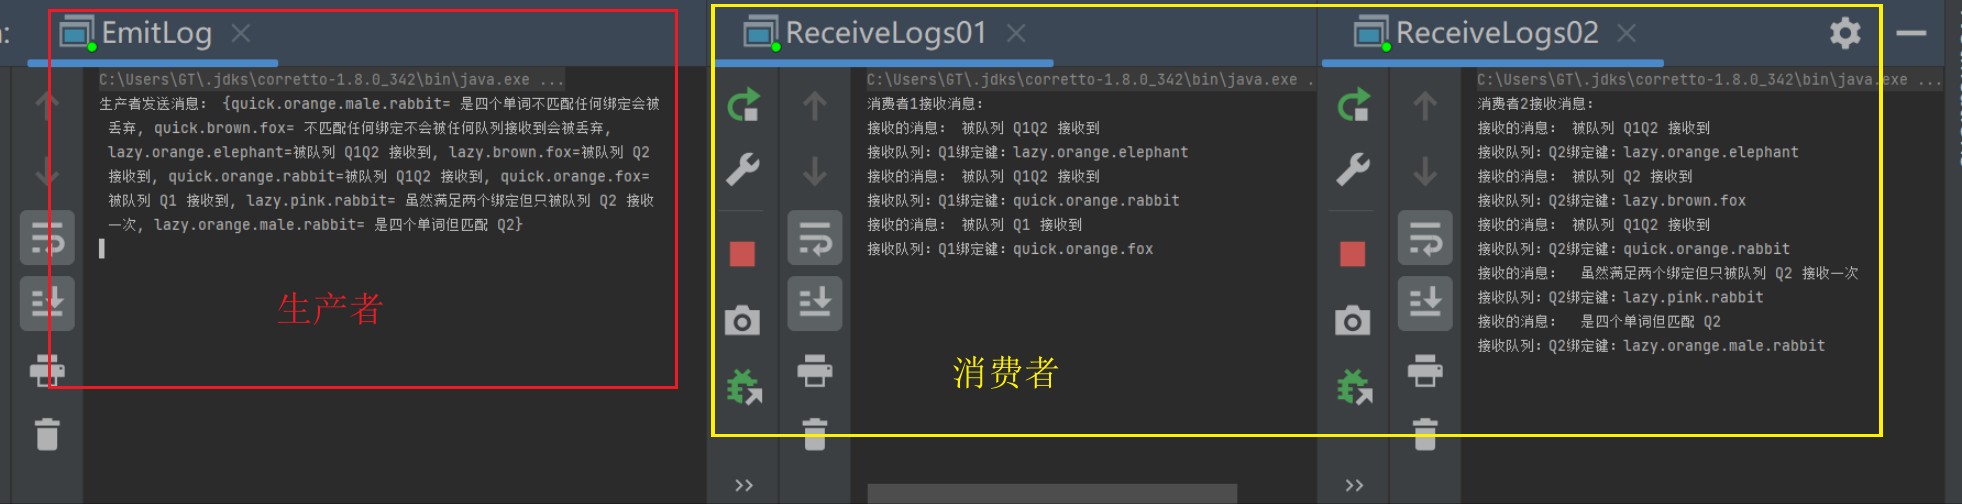 EmitLog
C:\Users\GT\.jdks\corretto-1.8.0_342\bin\java.exe ...
生产者发送消息： {quick.orange.male.rabbit= 是四个单词不匹配任何绑定会被
丢弃, quick.brown.fox= 不匹配任何绑定不会被任何队列接收到会被丢弃,
lazy.orange.elephant=被队列 Q1Q2 接收到, lazy.brown.fox=被队列 Q2
接收到, quick.orange.rabbit=被队列 Q1Q2 接收到, quick.orange.fox=
被队列 Q1 接收到, lazy.pink.rabbit= 虽然满足两个绑定但只被队列 Q2 接收
一次, lazy.orange.male.rabbit= 是四个单词但匹配 Q2}
生产者
ReceiveLogs01
C:\Users\GT\.jdks\corretto-1.8.0_342\bin\java.exe .
消费者1接收消息：
接收的消息： 被队列 Q1Q2 接收到
接收队列：Q1绑定键：lazy.orange.elephant
接收的消息： 被队列 Q1Q2 接收到
接收队列：Q1绑定键：quick.orange.rabbit
接收的消息： 被队列 Q1 接收到
接收队列：Q1绑定键：quick.orange.fox
消费者
ReceiveLogs02
C:\Users\GT\.jdks\corretto-1.8.0_342\bin\java.exe ...
消费者2接收消息：
接收的消息： 被队列 Q1Q2 接收到
接收队列：Q2绑定键：lazy.orange.elephant
接收的消息： 被队列 Q2 接收到
接收队列：Q2绑定键：lazy.brown.fox
接收的消息： 被队列 Q1Q2 接收到
接收队列：Q2绑定键：quick.orange.rabbit
接收的消息：  虽然满足两个绑定但只被队列 Q2 接收一次
接收队列：Q2绑定键：lazy.pink.rabbit
接收的消息：  是四个单词但匹配 Q2
接收队列：Q2绑定键：lazy.orange.male.rabbit